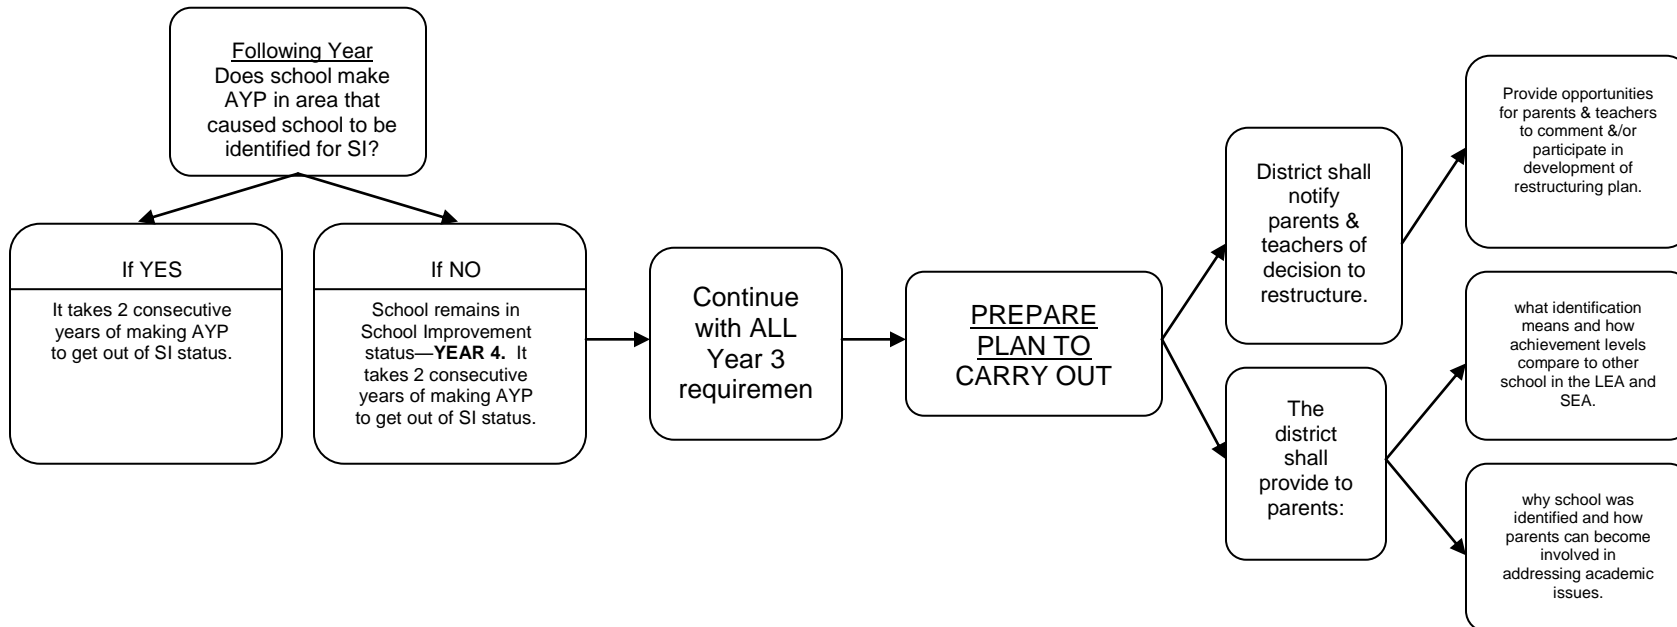 Following Year
Does school make
AYP in area that
caused school to be
identified for SI?
If YES
It takes 2 consecutive
years of making AYP
to get out of SI status.
If NO
School remains in
School Improvement
status—YEAR 4.  It
takes 2 consecutive
years of making AYP
to get out of SI status.
Continue
with ALL
Year 3
requiremen
PREPARE
PLAN TO
CARRY OUT
District shall
notify
parents &
teachers of
decision to
restructure.
Provide opportunities
for parents & teachers
to comment &/or
participate in
development of
restructuring plan.
The
district
shall
provide to
parents:
what identification
means and how
achievement levels
compare to other
school in the LEA and
SEA.
why school was
identified and how
parents can become
involved in
addressing academic
issues.